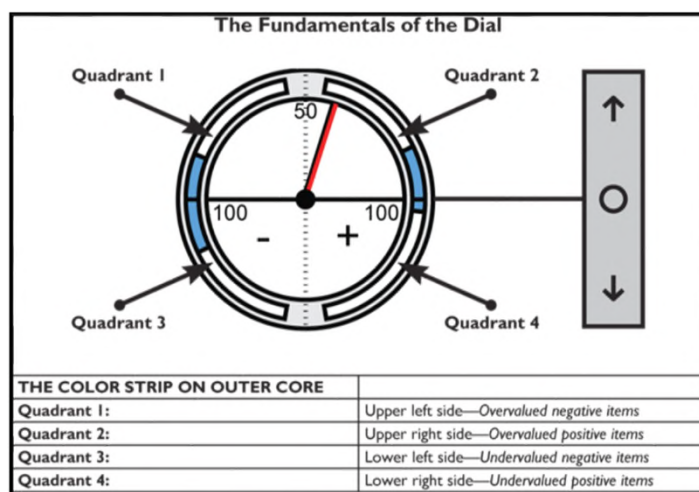 The Fundamentals of the Dial
Quadrant 1
Quadrant 2
50
100
100
-
+
Quadrant 3
Quadrant 4
THE COLOR STRIP ON OUTER CORE
Quadrant 1: Upper left side—Overvalued negative items
Quadrant 2: Upper right side—Overvalued positive items
Quadrant 3: Lower left side—Undervalued negative items
Quadrant 4: Lower right side—Undervalued positive items